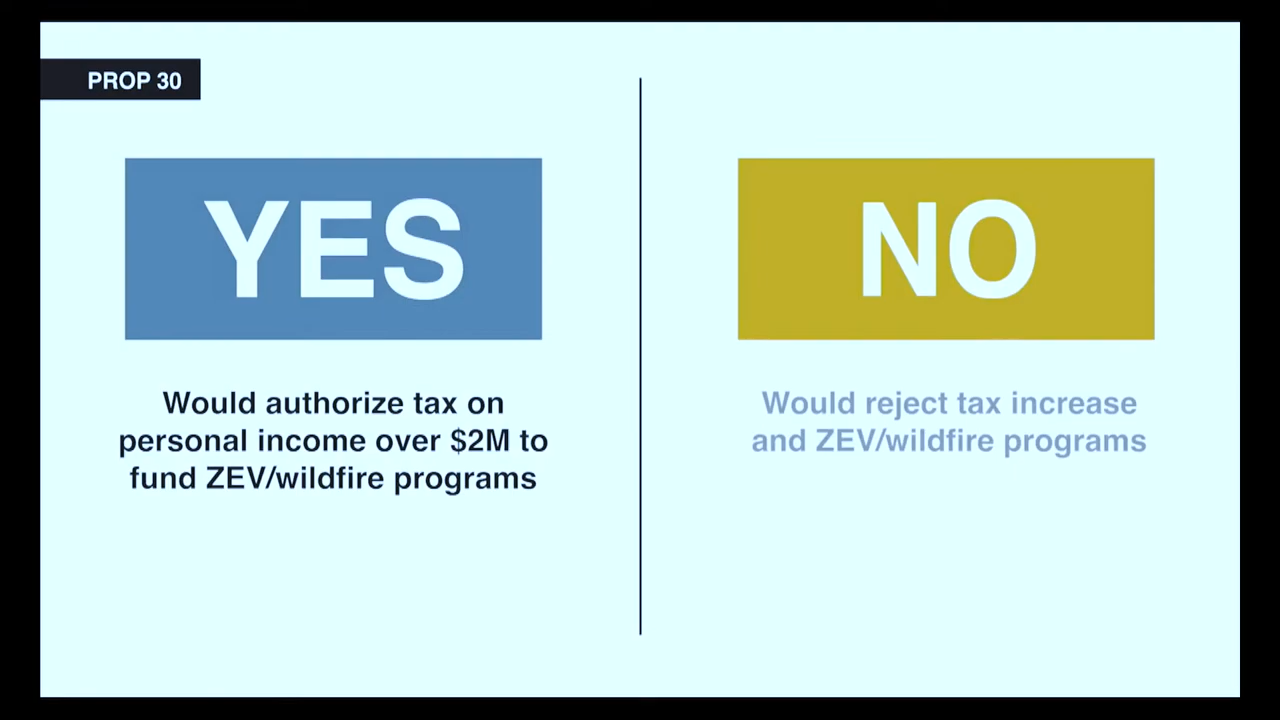 PROP 30
YES
Would authorize tax on
personal income over $2M to
fund ZEV/wildfire programs
NO
Would reject tax increase
and ZEV/wildfire programs